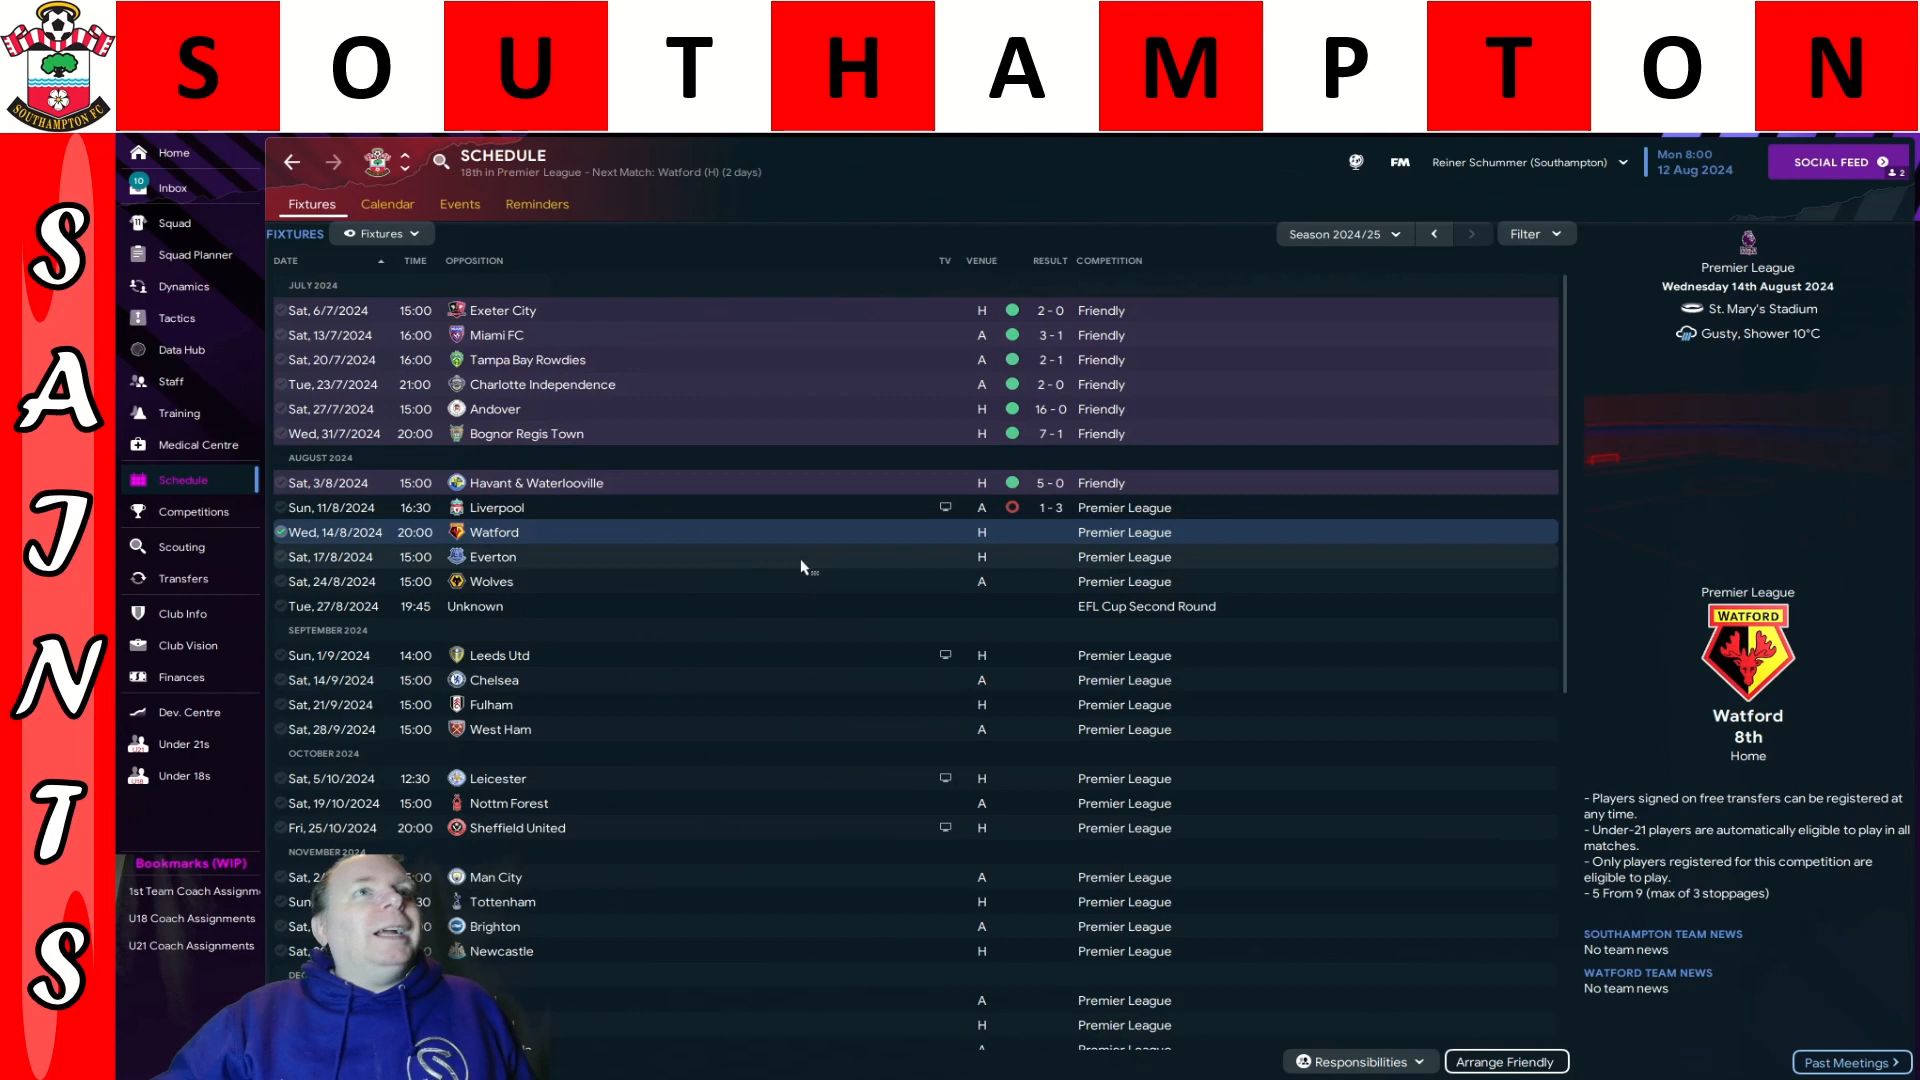 S O U T H A M P T O N
SOUTHAMPTON FC
S
A
I
N
T
S
Home
10
Inbox
Squad
Squad Planner
Dynamics
Tactics
Data Hub
Staff
Training
Medical Centre
Schedule
Competitions
Scouting
Transfers
Club Info
Club Vision
Finances
Dev. Centre
Under 21s
Under 18s
Bookmarks (WIP)
1st Team Coach Assignm
U18 Coach Assignments
U21 Coach Assignments
SCHEDULE
18th in Premier League - Next Match: Watford (H) (2 days)
FM
Reiner Schummer (Southampton)
Mon 8:00
12 Aug 2024
SOCIAL FEED
2
Fixtures Calendar Events Reminders
FIXTURES Fixtures Season 2024/25 Filter
DATE TIME OPPOSITION TV VENUE RESULT COMPETITION
JULY 2024
Sat, 6/7/2024 15:00 Exeter City H 2 - 0 Friendly
Sat, 13/7/2024 16:00 Miami FC A 3 - 1 Friendly
Sat, 20/7/2024 16:00 Tampa Bay Rowdies A 2 - 1 Friendly
Tue, 23/7/2024 21:00 Charlotte Independence A 2 - 0 Friendly
Sat, 27/7/2024 15:00 Andover H 16 - 0 Friendly
Wed, 31/7/2024 20:00 Bognor Regis Town H 7 - 1 Friendly
AUGUST 2024
Sat, 3/8/2024 15:00 Havant & Waterlooville H 5 - 0 Friendly
Sun, 11/8/2024 16:30 Liverpool A 1 - 3 Premier League
Wed, 14/8/2024 20:00 Watford H Premier League
Sat, 17/8/2024 15:00 Everton H Premier League
Sat, 24/8/2024 15:00 Wolves A Premier League
Tue, 27/8/2024 19:45 Unknown EFL Cup Second Round
SEPTEMBER 2024
Sun, 1/9/2024 14:00 Leeds Utd H Premier League
Sat, 14/9/2024 15:00 Chelsea A Premier League
Sat, 21/9/2024 15:00 Fulham H Premier League
Sat, 28/9/2024 15:00 West Ham A Premier League
OCTOBER 2024
Sat, 5/10/2024 12:30 Leicester H Premier League
Sat, 19/10/2024 15:00 Nottm Forest A Premier League
Fri, 25/10/2024 20:00 Sheffield United H Premier League
NOVEMBER 2024
Sat, Man City A Premier League
Sun Tottenham H Premier League
Sat, Brighton A Premier League
Sat, Newcastle H Premier League
A Premier League
H Premier League
A Premier League
Premier League
Wednesday 14th August 2024
St. Mary's Stadium
Gusty, Shower 10°C
Premier League
WATFORD
Watford
8th
Home
- Players signed on free transfers can be registered at
any time.
- Under-21 players are automatically eligible to play in all
matches.
- Only players registered for this competition are
eligible to play.
- 5 From 9 (max of 3 stoppages)
SOUTHAMPTON TEAM NEWS
No team news
WATFORD TEAM NEWS
No team news
Responsibilities Arrange Friendly Past Meetings